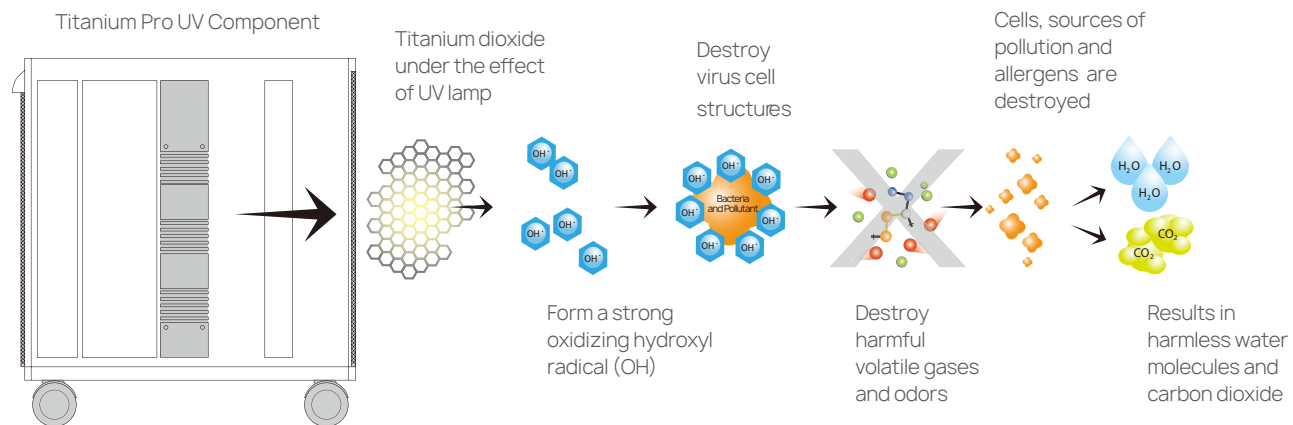 Titanium Pro UV Component
Titanium dioxide
under the effect
of UV lamp
OH·
OH·
OH·
OH·
OH·
Form a strong
oxidizing hydroxyl
radical (OH)
Destroy
virus cell
structures
OH·
OH·
OH·
OH·
OH·
OH·
OH·
OH·
Bacteria
and Pollutant
Destroy
harmful
volatile gases
and odors
Cells, sources of
pollution and
allergens are
destroyed
H₂O
H₂O
H₂O
CO₂
CO₂
Results in
harmless water
molecules and
carbon dioxide